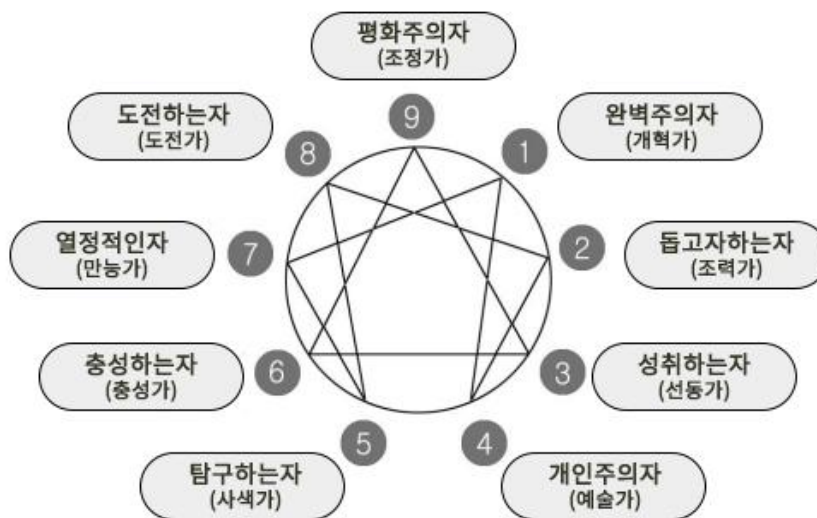 평화주의자
(조정가)
9
도전하는자
(도전가)
8
완벽주의자
(개혁가)
1
열정적인자
(만능가)
7
돕고자하는자
(조력가)
2
충성하는자
(충성가)
6
성취하는자
(선동가)
3
탐구하는자
(사색가)
5
개인주의자
(예술가)
4